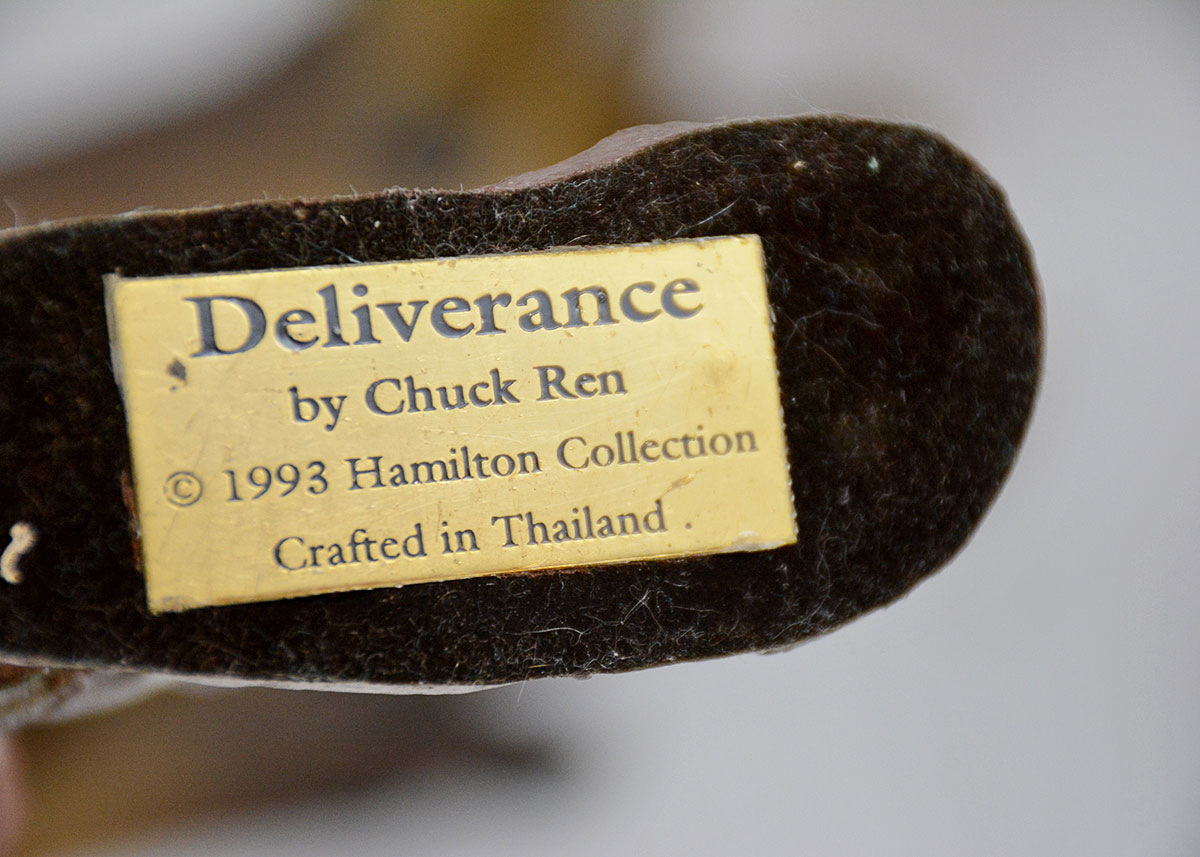 Deliverance
by Chuck Ren
© 1993 Hamilton Collection
Crafted in Thailand